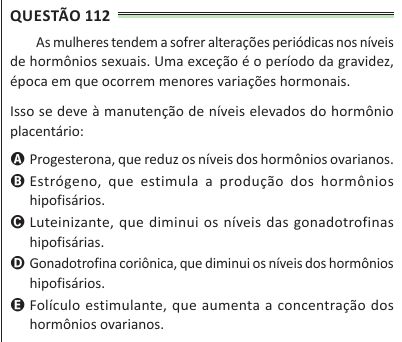 QUESTÃO 112
As mulheres tendem a sofrer alterações periódicas nos níveis
de hormônios sexuais. Uma exceção é o período da gravidez,
época em que ocorrem menores variações hormonais.
Isso se deve à manutenção de níveis elevados do hormônio
placentário:
A Progesterona, que reduz os níveis dos hormônios ovarianos.
B Estrógeno, que estimula a produção dos hormônios
hipofisários.
C Luteinizante, que diminui os níveis das gonadotrofinas
hipofisárias.
D Gonadotrofina coriônica, que diminui os níveis dos hormônios
hipofisários.
E Folículo estimulante, que aumenta a concentração dos
hormônios ovarianos.